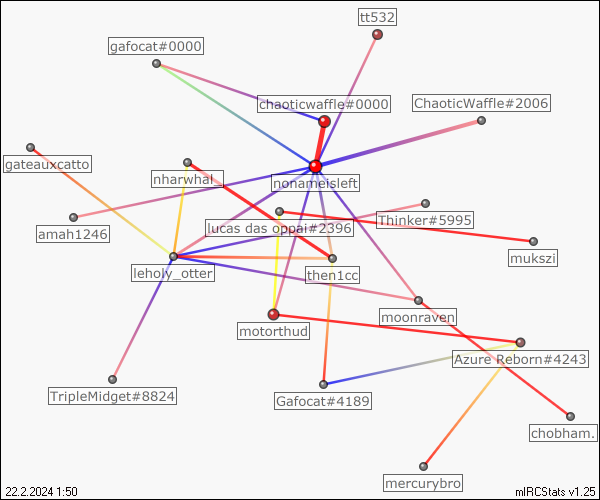 tt532
gafocat#0000
chaoticwaffle#0000
ChaoticWaffle#2006
gateauxcatto
nharwhal_
nonameisleft
amah1246
lucas das oppai#2396
Thinker#5995
mukszi
leholy_otter
then1cc
moonraven
motorthud
Azure Reborn#4243
TripleMidget#8824
Gafocat#4189
chobham.
mercurybro
22.2.2024 1:50
mIRCStats v1.25